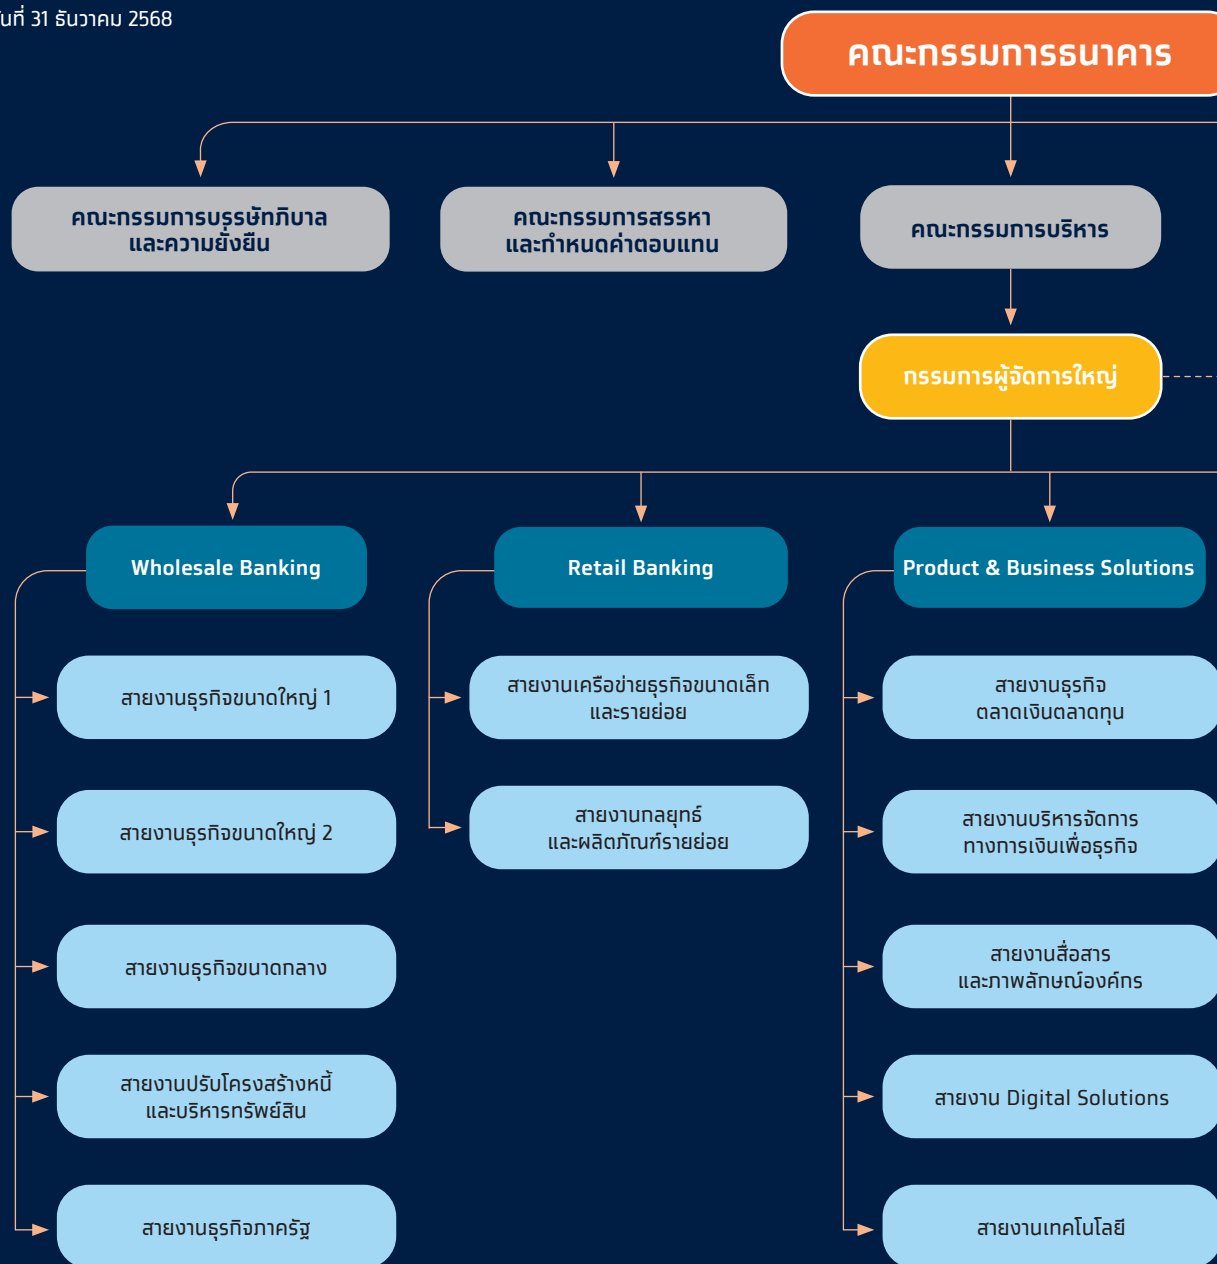 วันที่ 31 ธันวาคม 2568
คณะกรรมการธนาคาร
คณะกรรมการบรรษัทภิบาล
และความยั่งยืน
คณะกรรมการสรรหา
และกำหนดค่าตอบแทน
คณะกรรมการบริหาร
กรรมการผู้จัดการใหญ่
Wholesale Banking
สายงานธุรกิจขนาดใหญ่ 1
สายงานธุรกิจขนาดใหญ่ 2
สายงานธุรกิจขนาดกลาง
สายงานปรับโครงสร้างหนี้
และบริหารทรัพย์สิน
สายงานธุรกิจภาครัฐ
Retail Banking
สายงานเครือข่ายธุรกิจขนาดเล็ก
และรายย่อย
สายงานกลยุทธ์
และผลิตภัณฑ์รายย่อย
Product & Business Solutions
สายงานธุรกิจ
ตลาดเงินตลาดทุน
สายงานบริหารจัดการ
ทางการเงินเพื่อธุรกิจ
สายงานสื่อสาร
และภาพลักษณ์องค์กร
สายงาน Digital Solutions
สายงานเทคโนโลยี